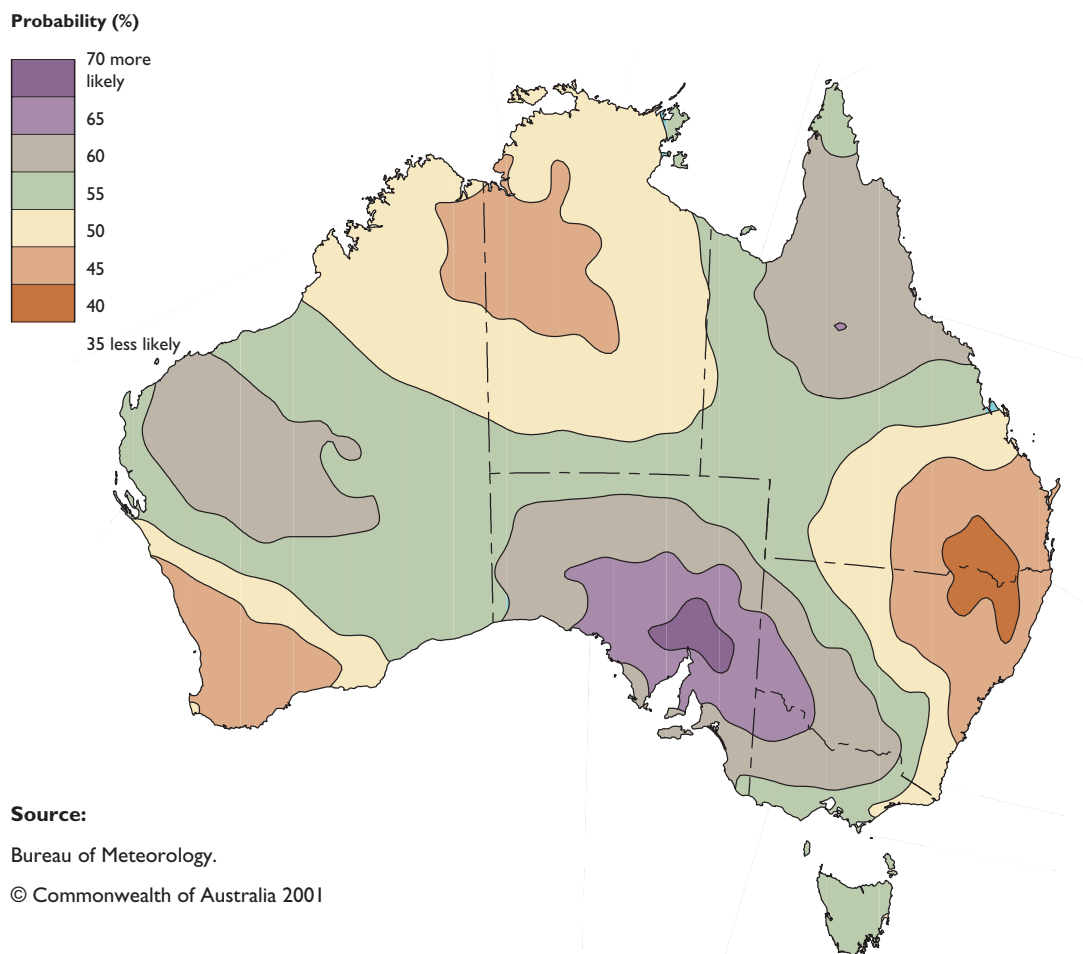 Probability (%)
70 more
likely
65
60
55
50
45
40
35 less likely
Source:
Bureau of Meteorology.
© Commonwealth of Australia 2001